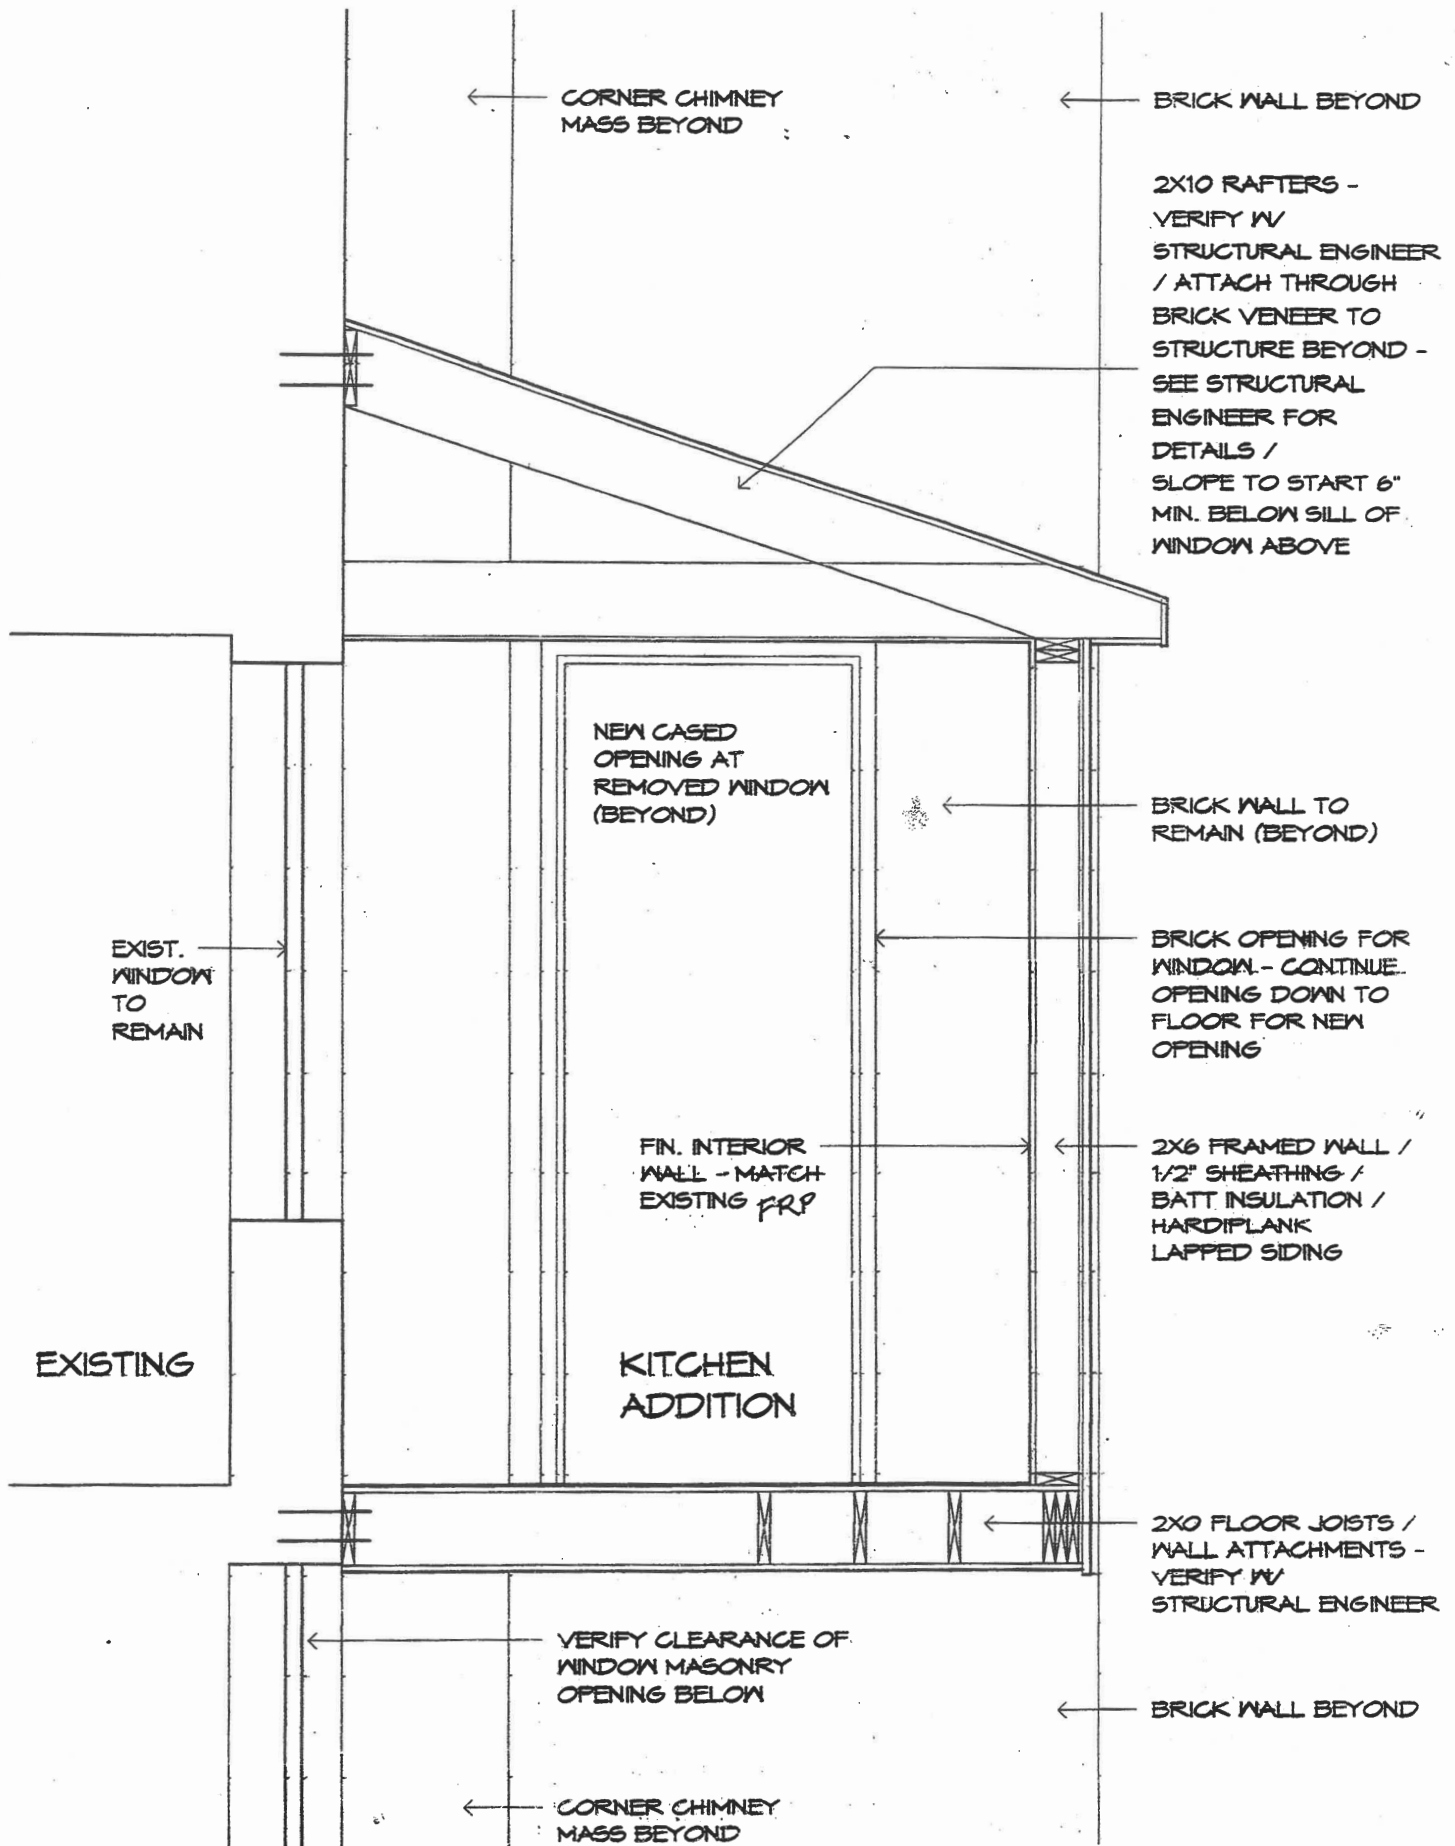 CORNER CHIMNEY
MASS BEYOND
BRICK WALL BEYOND
2X10 RAFTERS -
VERIFY W/
STRUCTURAL ENGINEER
/ ATTACH THROUGH
BRICK VENEER TO
STRUCTURE BEYOND -
SEE STRUCTURAL
ENGINEER FOR
DETAILS /
SLOPE TO START 6"
MIN. BELOW SILL OF
WINDOW ABOVE
NEW CASED
OPENING AT
REMOVED WINDOW
(BEYOND)
BRICK WALL TO
REMAIN (BEYOND)
EXIST.
WINDOW
TO
REMAIN
BRICK OPENING FOR
WINDOW - CONTINUE
OPENING DOWN TO
FLOOR FOR NEW
OPENING
FIN. INTERIOR
WALL - MATCH
EXISTING FRP
2X6 FRAMED WALL /
1/2" SHEATHING /
BATT INSULATION /
HARDIPLANK
LAPPED SIDING
EXISTING
KITCHEN
ADDITION
2X0 FLOOR JOISTS /
WALL ATTACHMENTS -
VERIFY W/
STRUCTURAL ENGINEER
VERIFY CLEARANCE OF
WINDOW MASONRY
OPENING BELOW
BRICK WALL BEYOND
CORNER CHIMNEY
MASS BEYOND